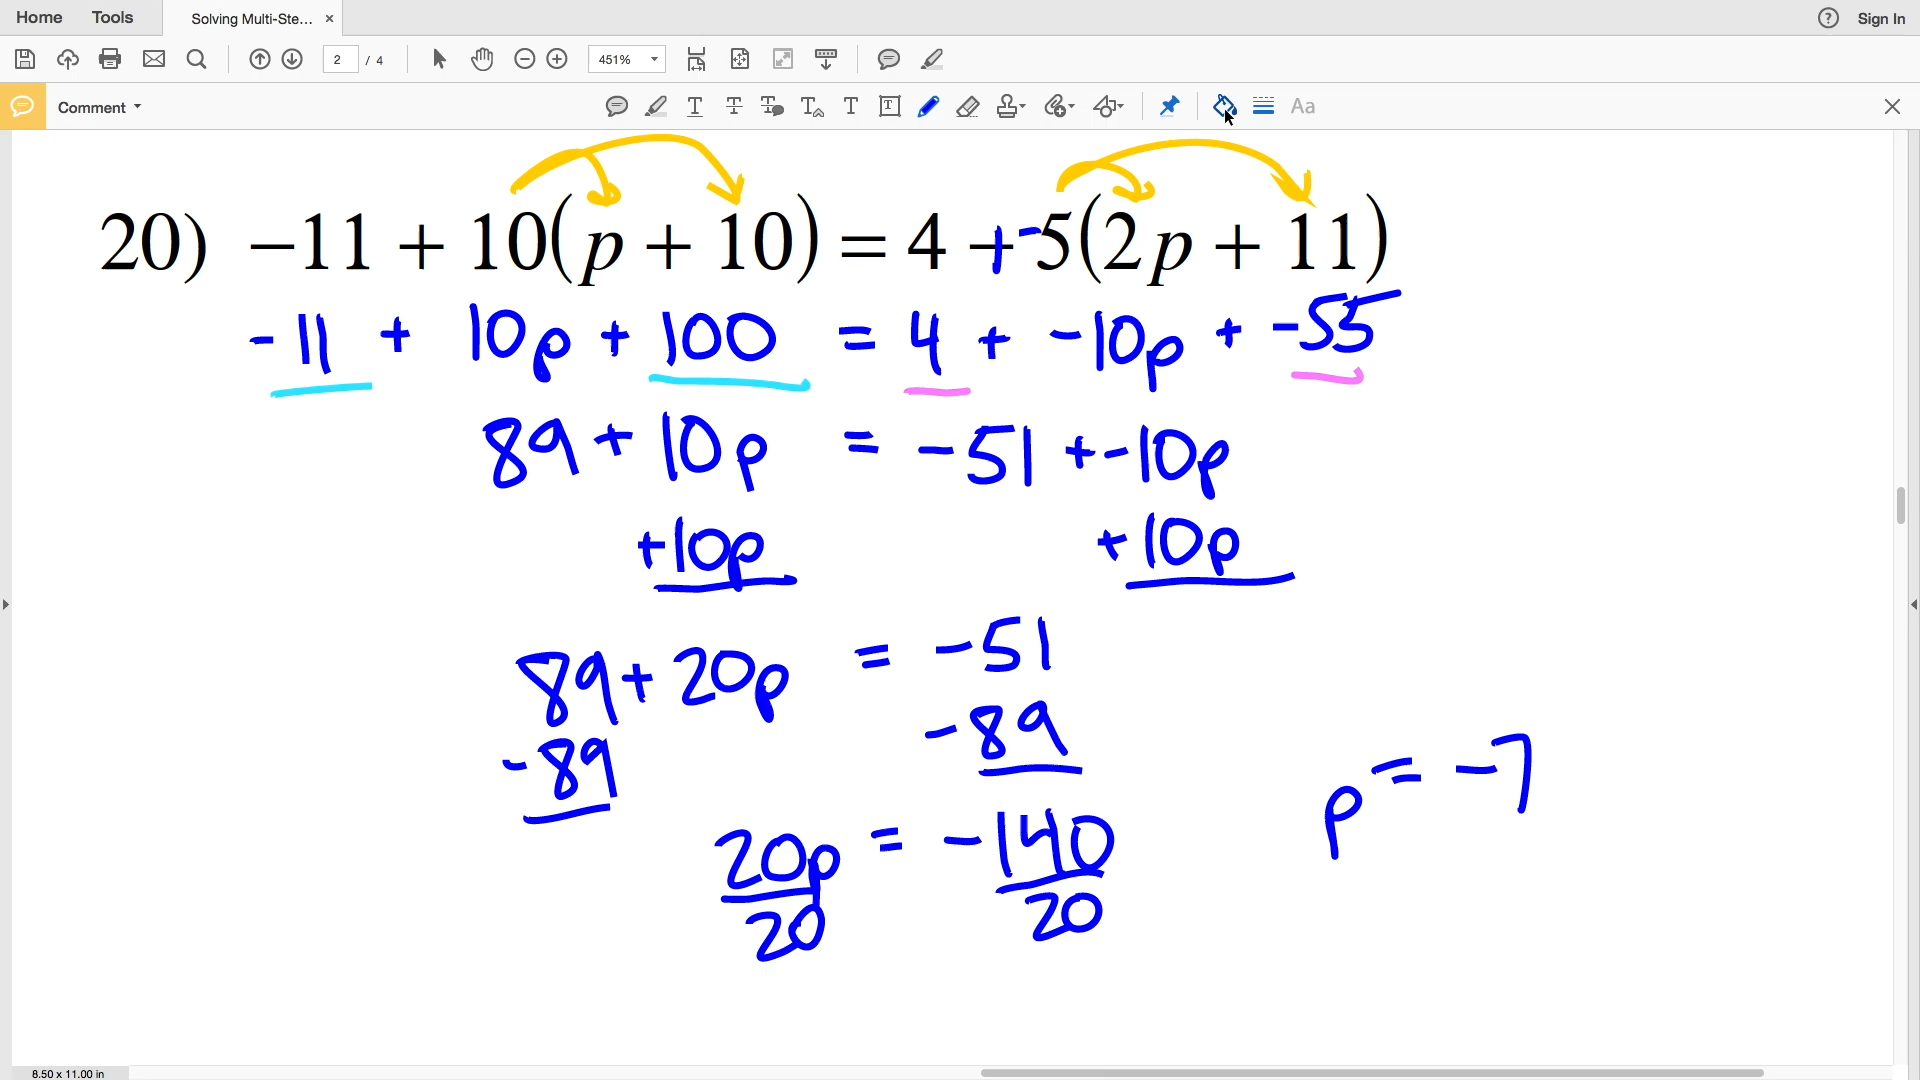 Home Tools Solving Multi-Ste... × ? Sign In
2 / 4 451%
Comment T T T T T T Aa
20) −11 + 10(p + 10) = 4 +-5(2p + 11)
-11 + 10p + 100 = 4 + -10p + -55
89 + 10p = -51 + -10p
+10p +10p
89 + 20p = -51
-89 -89
p = -7
20p = -140
20 20
8.50 x 11.00 in